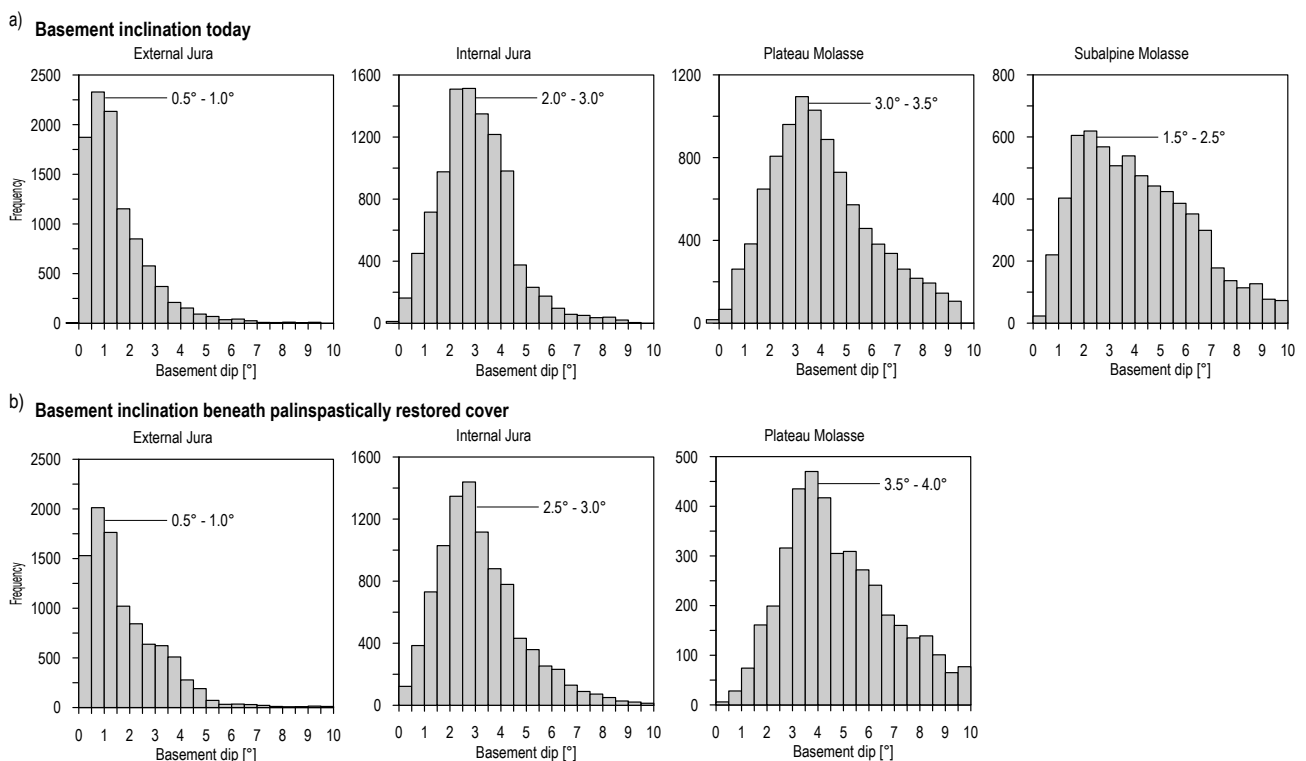 a) Basement inclination today
External Jura
Internal Jura
Plateau Molasse
Subalpine Molasse
2500
2000
1500
1000
500
0
Frequency
0.5° - 1.0°
0 1 2 3 4 5 6 7 8 9 10
Basement dip [°]
1600
1200
800
400
0
2.0° - 3.0°
0 1 2 3 4 5 6 7 8 9 10
Basement dip [°]
1200
800
400
0
3.0° - 3.5°
0 1 2 3 4 5 6 7 8 9 10
Basement dip [°]
800
600
400
200
0
1.5° - 2.5°
0 1 2 3 4 5 6 7 8 9 10
Basement dip [°]
b) Basement inclination beneath palinspastically restored cover
External Jura
Internal Jura
Plateau Molasse
2500
2000
1500
1000
500
0
Frequency
0.5° - 1.0°
0 1 2 3 4 5 6 7 8 9 10
Basement dip [°]
1600
1200
800
400
0
2.5° - 3.0°
0 1 2 3 4 5 6 7 8 9 10
Basement dip [°]
500
400
300
200
100
0
3.5° - 4.0°
0 1 2 3 4 5 6 7 8 9 10
Basement dip [°]